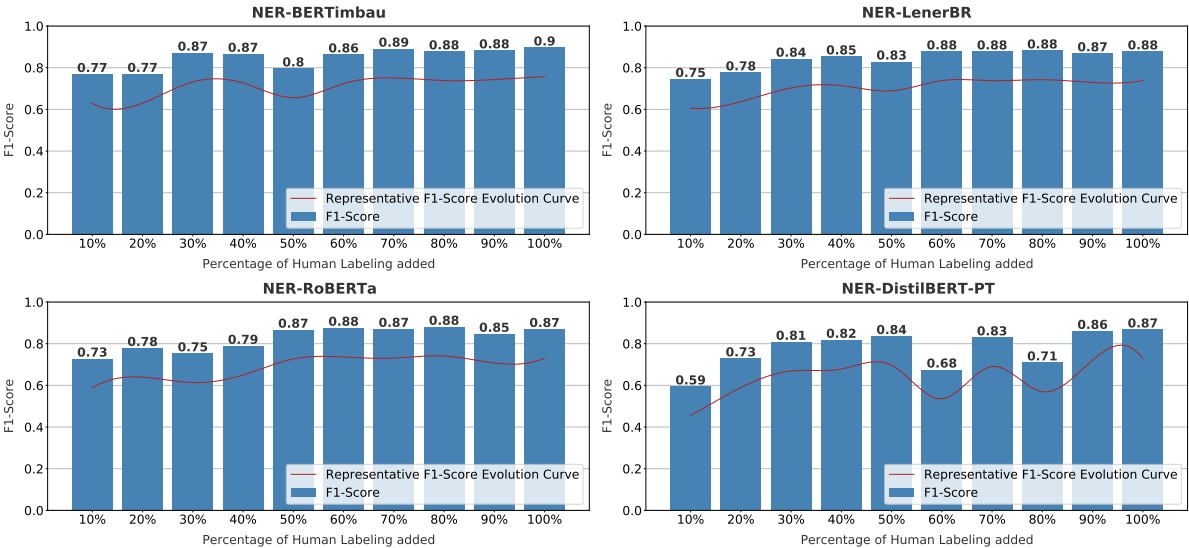 NER-BERTimbau
F1-Score
1.0
0.8
0.6
0.4
0.2
0.0
0.77 0.77 0.87 0.87 0.8 0.86 0.89 0.88 0.88 0.9
Representative F1-Score Evolution Curve
F1-Score
10% 20% 30% 40% 50% 60% 70% 80% 90% 100%
Percentage of Human Labeling added
NER-LenerBR
F1-Score
1.0
0.8
0.6
0.4
0.2
0.0
0.75 0.78 0.84 0.85 0.83 0.88 0.88 0.88 0.87 0.88
Representative F1-Score Evolution Curve
F1-Score
10% 20% 30% 40% 50% 60% 70% 80% 90% 100%
Percentage of Human Labeling added
NER-RoBERTa
F1-Score
1.0
0.8
0.6
0.4
0.2
0.0
0.73 0.78 0.75 0.79 0.87 0.88 0.87 0.88 0.85 0.87
Representative F1-Score Evolution Curve
F1-Score
10% 20% 30% 40% 50% 60% 70% 80% 90% 100%
Percentage of Human Labeling added
NER-DistilBERT-PT
F1-Score
1.0
0.8
0.6
0.4
0.2
0.0
0.59 0.73 0.81 0.82 0.84 0.68 0.83 0.71 0.86 0.87
Representative F1-Score Evolution Curve
F1-Score
10% 20% 30% 40% 50% 60% 70% 80% 90% 100%
Percentage of Human Labeling added